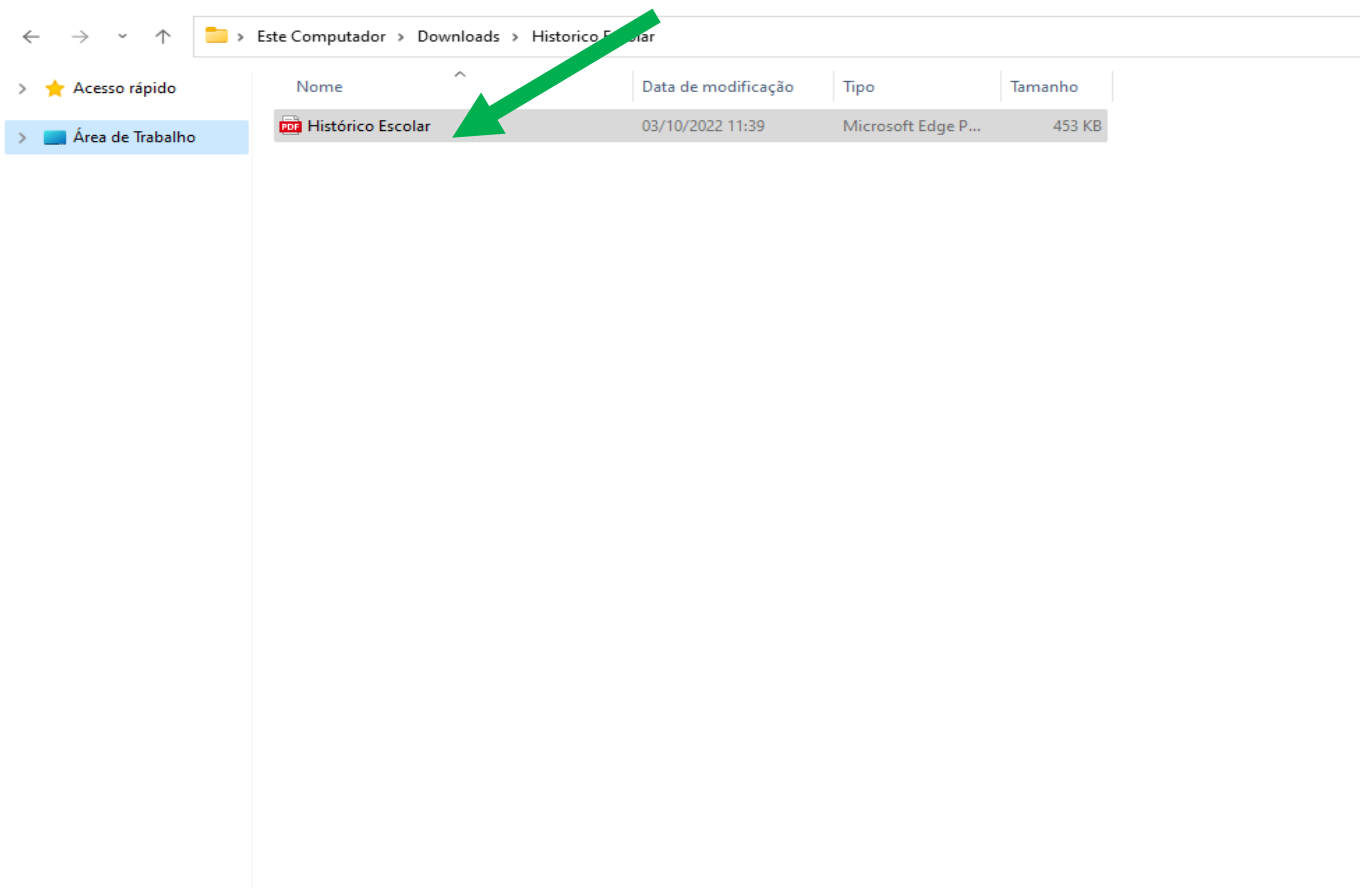 Este Computador > Downloads > Historico Escolar
Acesso rápido
Área de Trabalho
Nome Data de modificação Tipo Tamanho
PDF Histórico Escolar 03/10/2022 11:39 Microsoft Edge P... 453 KB